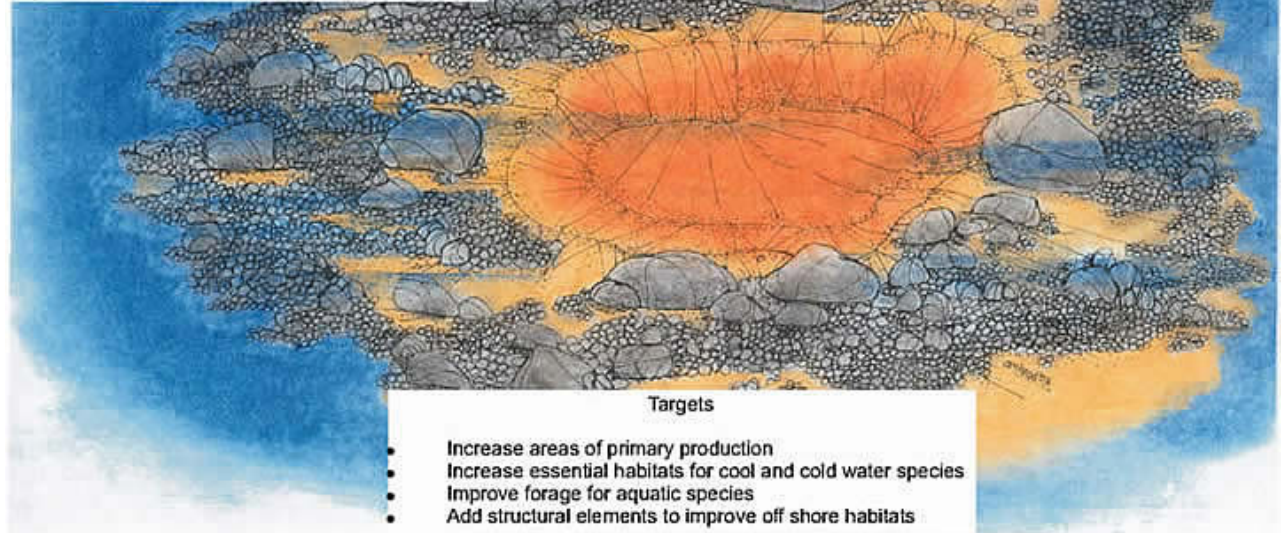 Targets
• Increase areas of primary production
• Increase essential habitats for cool and cold water species
• Improve forage for aquatic species
• Add structural elements to improve off shore habitats